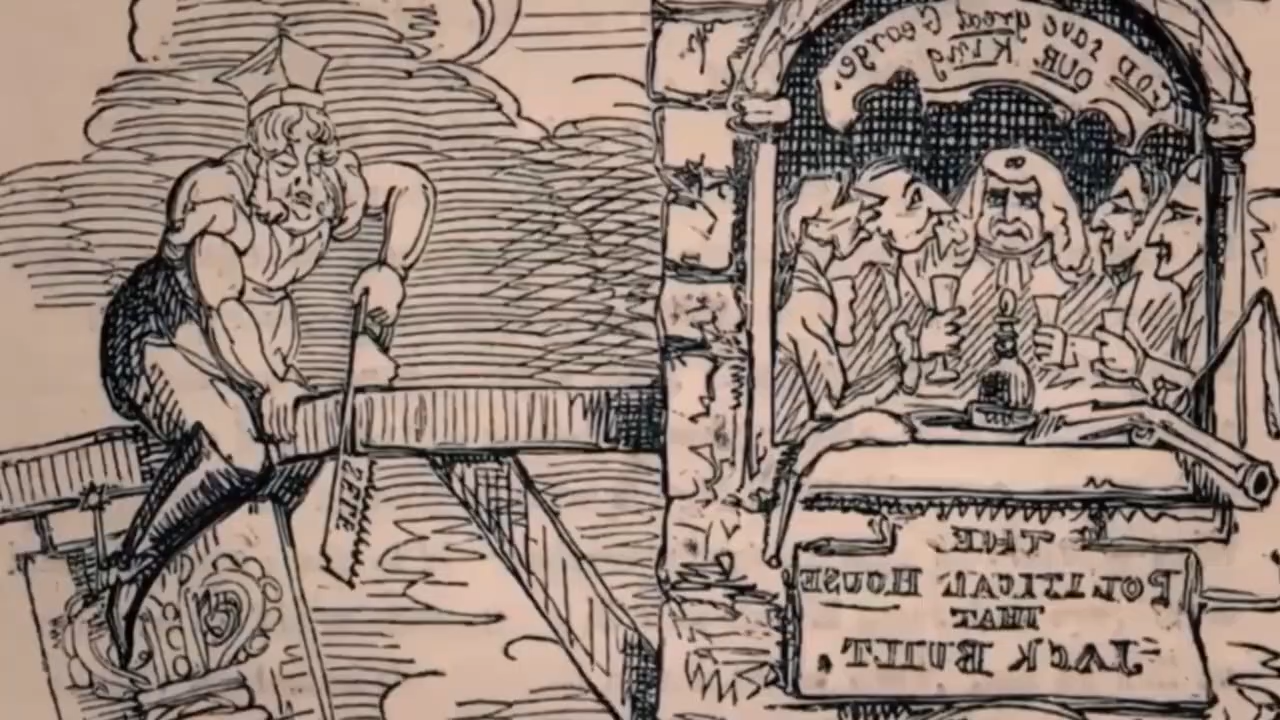 God save great George
OUR King.
THE
POLITICAL HOUSE
THAT
JACK BUILT.